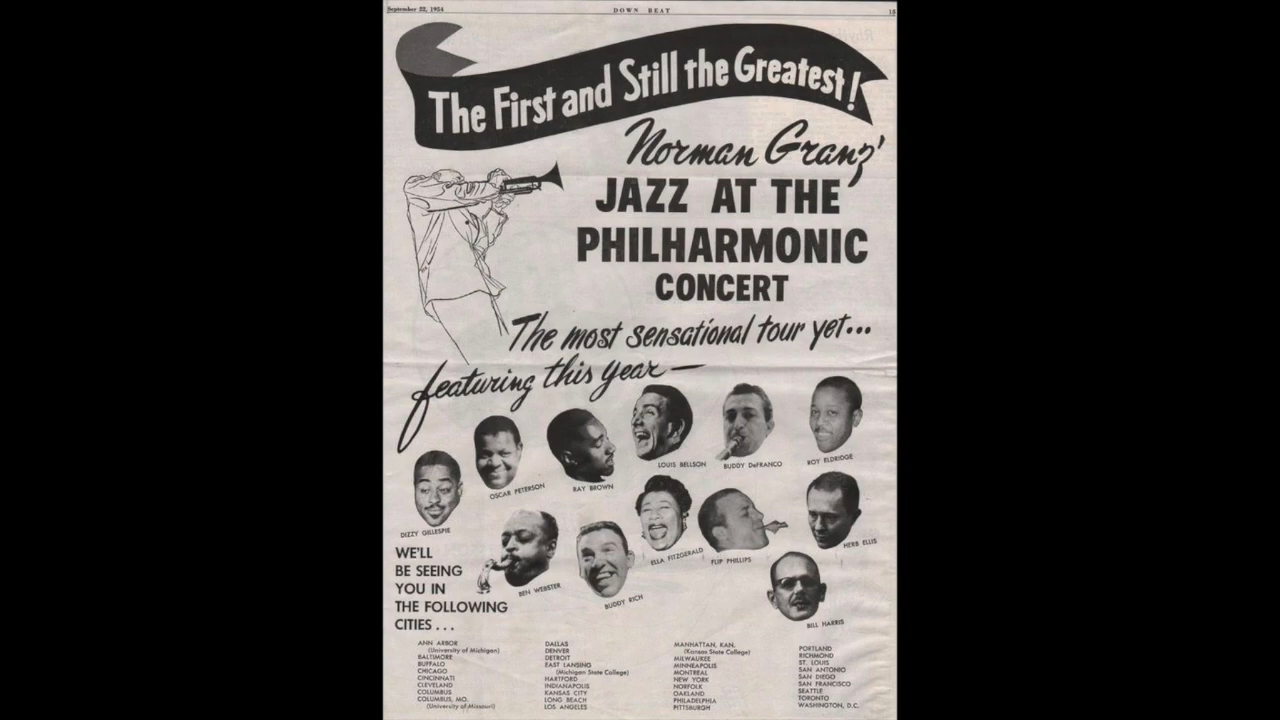 September 22, 1954
DOWN BEAT
15
The First and Still the Greatest!
Norman Granz'
JAZZ AT THE
PHILHARMONIC
CONCERT
The most sensational tour yet...
featuring this year—
DIZZY GILLESPIE
OSCAR PETERSON
RAY BROWN
LOUIS BELLSON
BUDDY DeFRANCO
ROY ELDRIDGE
BEN WEBSTER
BUDDY RICH
ELLA FITZGERALD
FLIP PHILLIPS
HERB ELLIS
BILL HARRIS
WE'LL
BE SEEING
YOU IN
THE FOLLOWING
CITIES...
ANN ARBOR
(University of Michigan)
BALTIMORE
BUFFALO
CHICAGO
CINCINNATI
CLEVELAND
COLUMBUS
COLUMBUS, MO.
(University of Missouri)
DALLAS
DENVER
DETROIT
EAST LANSING
(Michigan State College)
HARTFORD
INDIANAPOLIS
KANSAS CITY
LONG BEACH
LOS ANGELES
MANHATTAN, KAN.
(Kansas State College)
MILWAUKEE
MINNEAPOLIS
MONTREAL
NEW YORK
NORFOLK
OAKLAND
PHILADELPHIA
PITTSBURGH
PORTLAND
RICHMOND
ST. LOUIS
SAN ANTONIO
SAN DIEGO
SAN FRANCISCO
SEATTLE
TORONTO
WASHINGTON, D.C.